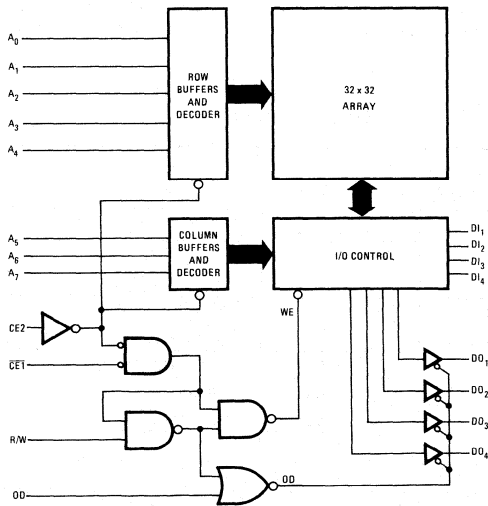 A0
A1
A2
A3
A4
ROW
BUFFERS
AND
DECODER
32 x 32
ARRAY
A5
A6
A7
COLUMN
BUFFERS
AND
DECODER
I/O CONTROL
DI1
DI2
DI3
DI4
WE
CE2
CE1
R/W
OD
OD
DO1
DO2
DO3
DO4